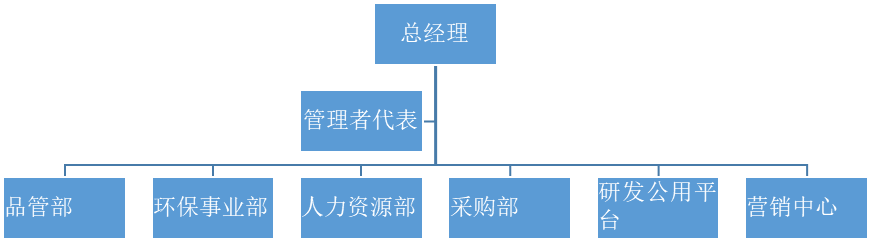 总经理
管理者代表
品管部
环保事业部
人力资源部
采购部
研发公用平
台
营销中心